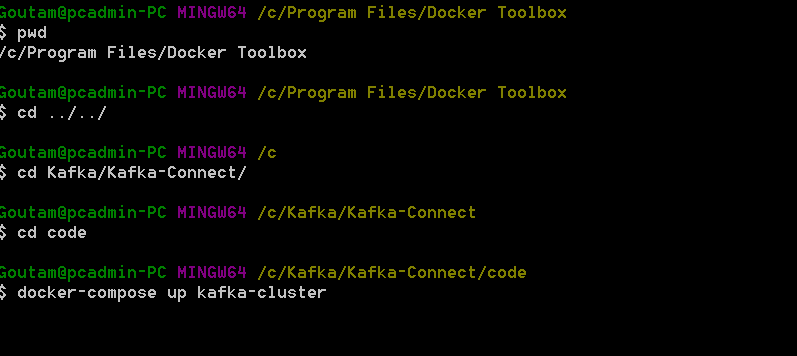 Goutam@pcadmin-PC MINGW64 /c/Program Files/Docker Toolbox
$ pwd
/c/Program Files/Docker Toolbox
Goutam@pcadmin-PC MINGW64 /c/Program Files/Docker Toolbox
$ cd ../../
Goutam@pcadmin-PC MINGW64 /c
$ cd Kafka/Kafka-Connect/
Goutam@pcadmin-PC MINGW64 /c/Kafka/Kafka-Connect
$ cd code
Goutam@pcadmin-PC MINGW64 /c/Kafka/Kafka-Connect/code
$ docker-compose up kafka-cluster